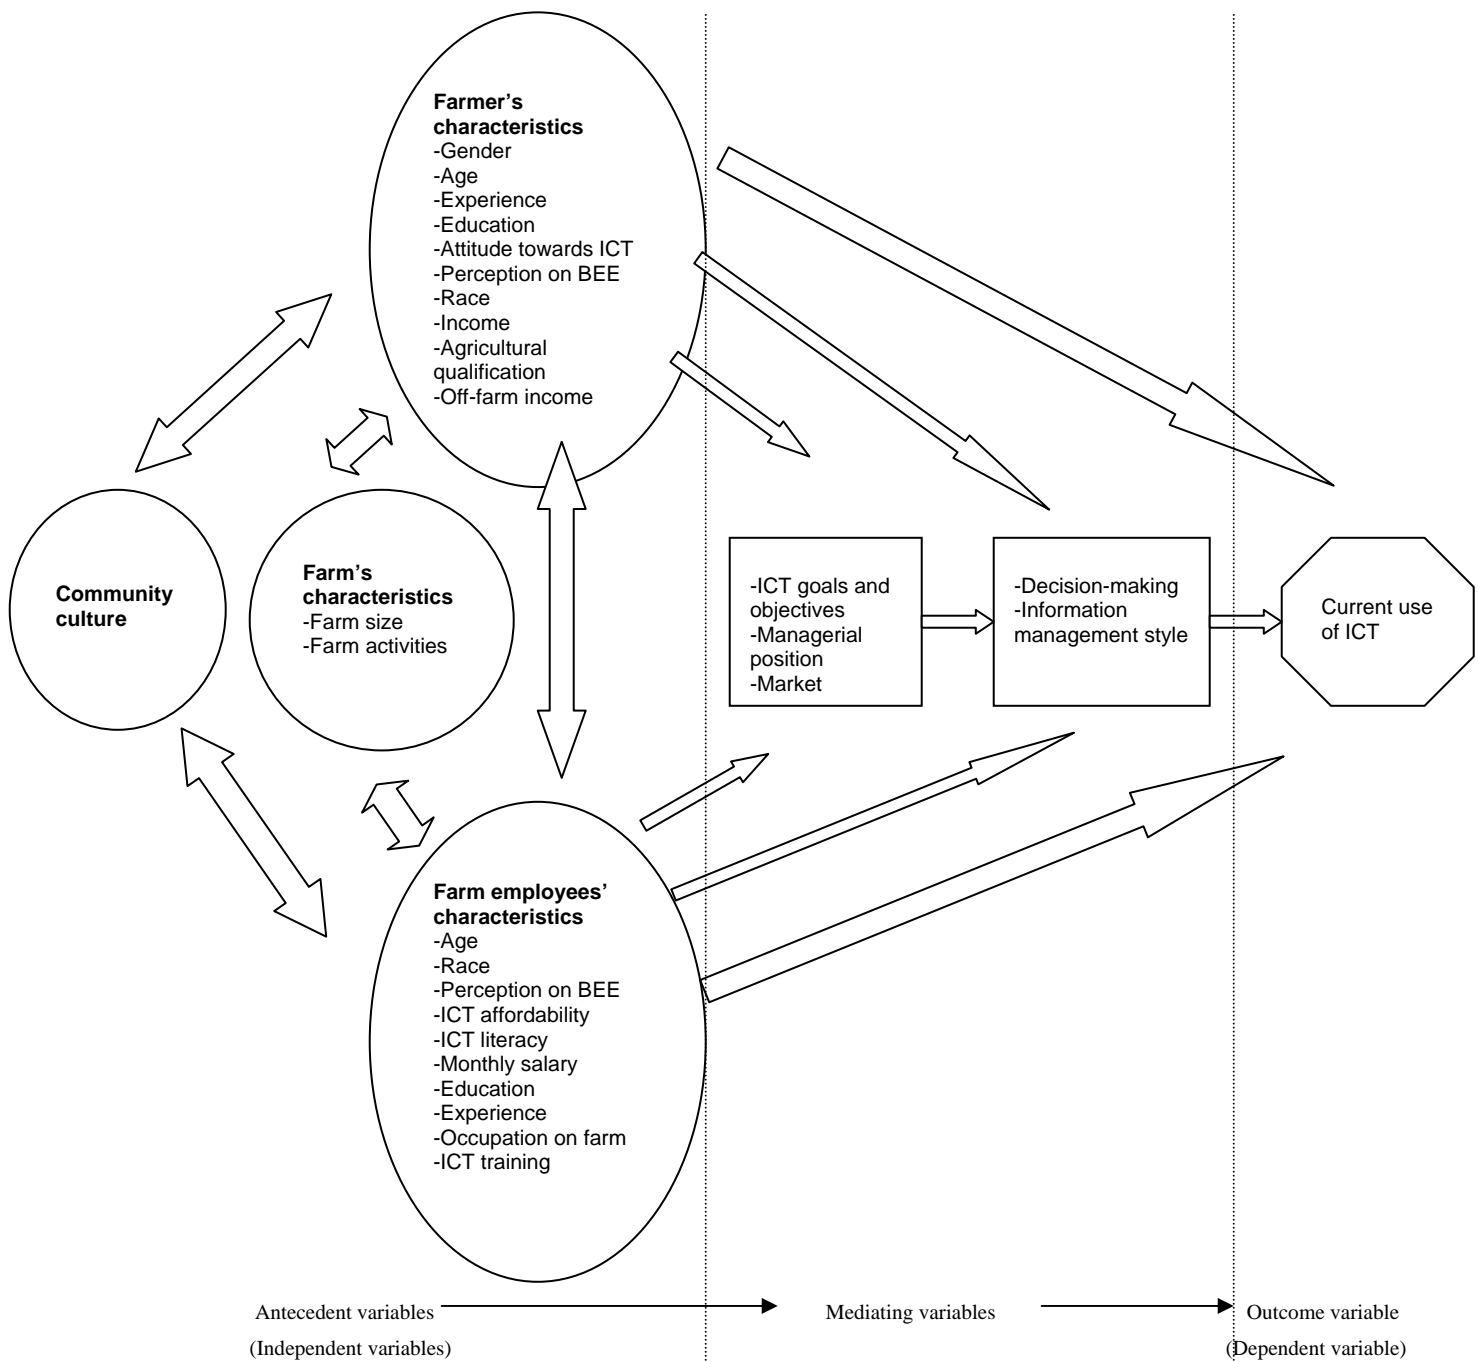 Farmer's
characteristics
-Gender
-Age
-Experience
-Education
-Attitude towards ICT
-Perception on BEE
-Race
-Income
-Agricultural
qualification
-Off-farm income
Community
culture
Farm's
characteristics
-Farm size
-Farm activities
-ICT goals and
objectives
-Managerial
position
-Market
-Decision-making
-Information
management style
Current use
of ICT
Farm employees’
characteristics
-Age
-Race
-Perception on BEE
-ICT affordability
-ICT literacy
-Monthly salary
-Education
-Experience
-Occupation on farm
-ICT training
Antecedent variables
(Independent variables)
Mediating variables
Outcome variable
(Dependent variable)